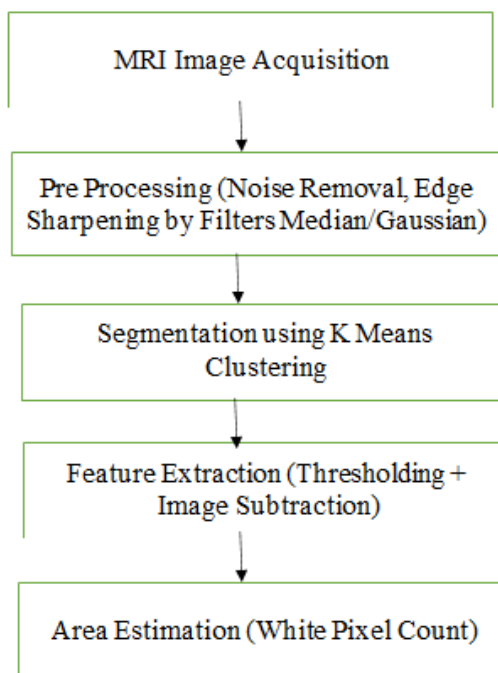 MRI Image Acquisition
Pre Processing (Noise Removal, Edge
Sharpening by Filters Median/Gaussian)
Segmentation using K Means
Clustering
Feature Extraction (Thresholding +
Image Subtraction)
Area Estimation (White Pixel Count)